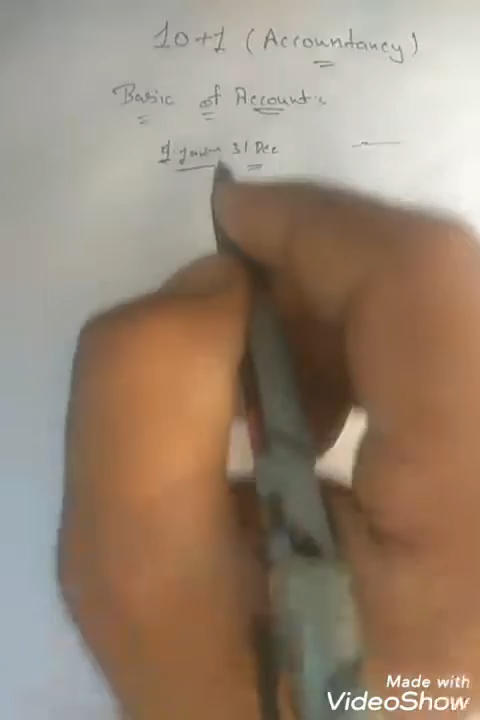 10+1 (Accountancy)
Basic of Accounts
31 Dec
Made with
VideoShow